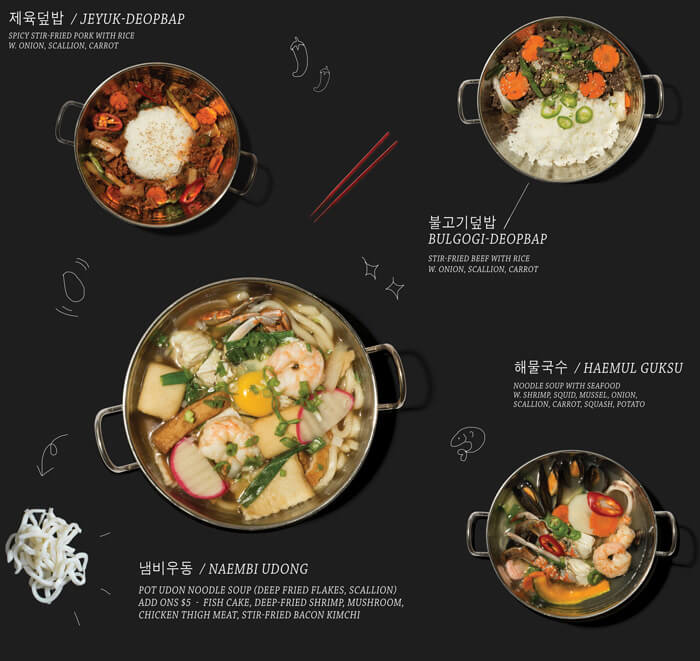 제육덮밥 / JEYUK-DEOPBAP
SPICY STIR-FRIED PORK WITH RICE
W. ONION, SCALLION, CARROT
불고기덮밥 /
BULGOGI-DEOPBAP
STIR-FRIED BEEF WITH RICE
W. ONION, SCALLION, CARROT
해물국수 / HAEMUL GUKSU
NOODLE SOUP WITH SEAFOOD
W. SHRIMP, SQUID, MUSSEL, ONION,
SCALLION, CARROT, SQUASH, POTATO
냄비우동 / NAEMBI UDONG
POT UDON NOODLE SOUP (DEEP FRIED FLAKES, SCALLION)
ADD ONS $5 - FISH CAKE, DEEP-FRIED SHRIMP, MUSHROOM,
CHICKEN THIGH MEAT, STIR-FRIED BACON KIMCHI